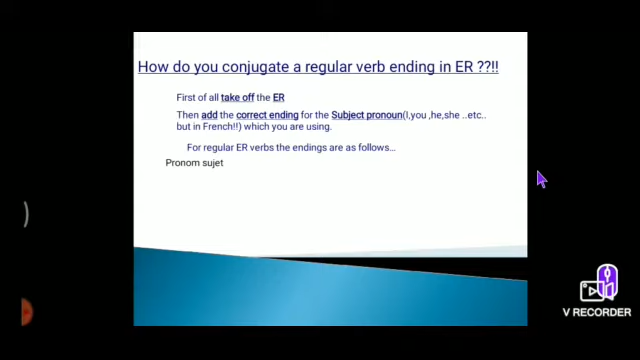 How do you conjugate a regular verb ending in ER ??!!
First of all take off the ER
Then add the correct ending for the Subject pronoun(I,you ,he,she ..etc..
but in French!!) which you are using.
For regular ER verbs the endings are as follows...
Pronom sujet
V RECORDER